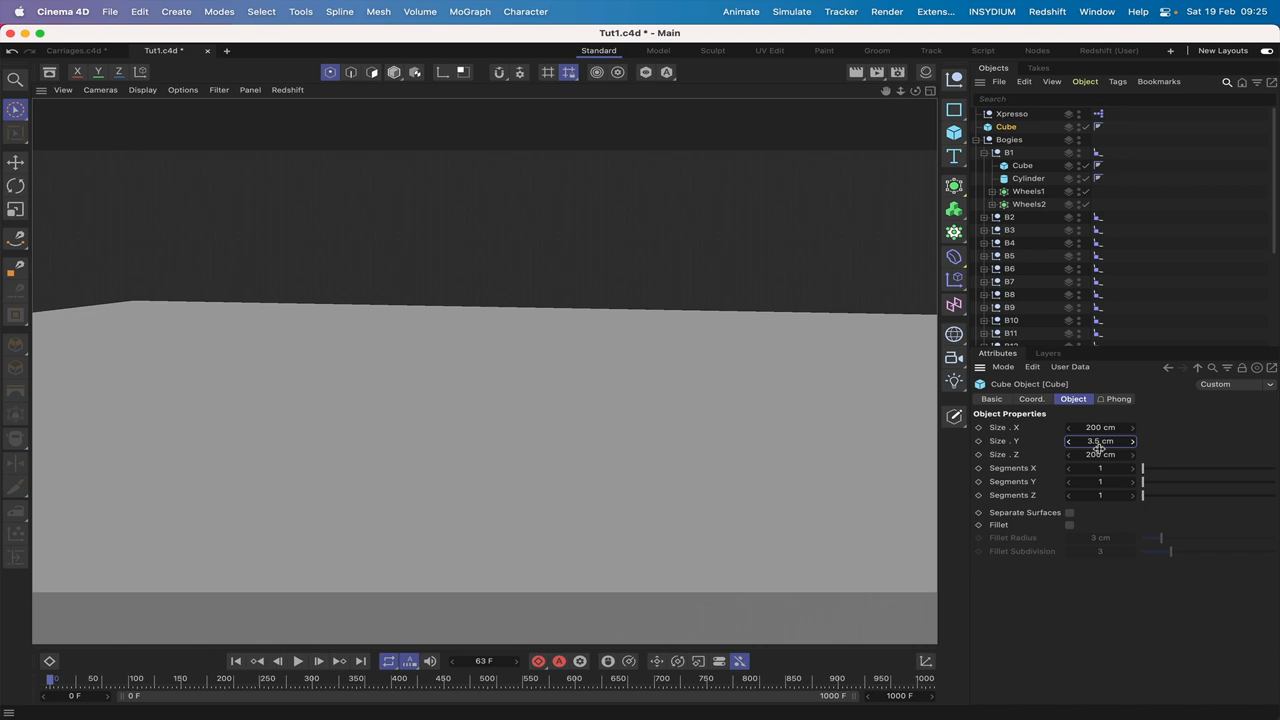 Cinema 4D File Edit Create Modes Select Tools Spline Mesh Volume MoGraph Character Animate Simulate Tracker Render Extens... INSYDIUM Redshift Window Help Sat 19 Feb 09:25
Tut1.c4d * - Main
Carriages.c4d * Tut1.c4d * Standard Model Sculpt UV Edit Paint Groom Track Script Nodes Redshift (User) New Layouts
X Y Z
Objects Takes
File Edit View Object Tags Bookmarks
View Cameras Display Options Filter Panel Redshift
Search
Xpresso
Cube
Bogies
B1
Cube
Cylinder
Wheels1
Wheels2
B2
B3
B4
B5
B6
B7
B8
B9
B10
B11
Attributes Layers
Mode Edit User Data
Cube Object [Cube] Custom
Basic Coord. Object Phong
Object Properties
Size . X 200 cm
Size . Y 3.5 cm
Size . Z 200 cm
Segments X 1
Segments Y 1
Segments Z 1
Separate Surfaces
Fillet
Fillet Radius 3 cm
Fillet Subdivision 3
63 F
0 50 100 150 200 250 300 350 400 450 500 550 600 650 700 750 800 850 900 950 1000
0 F 0 F 1000 F 1000 F